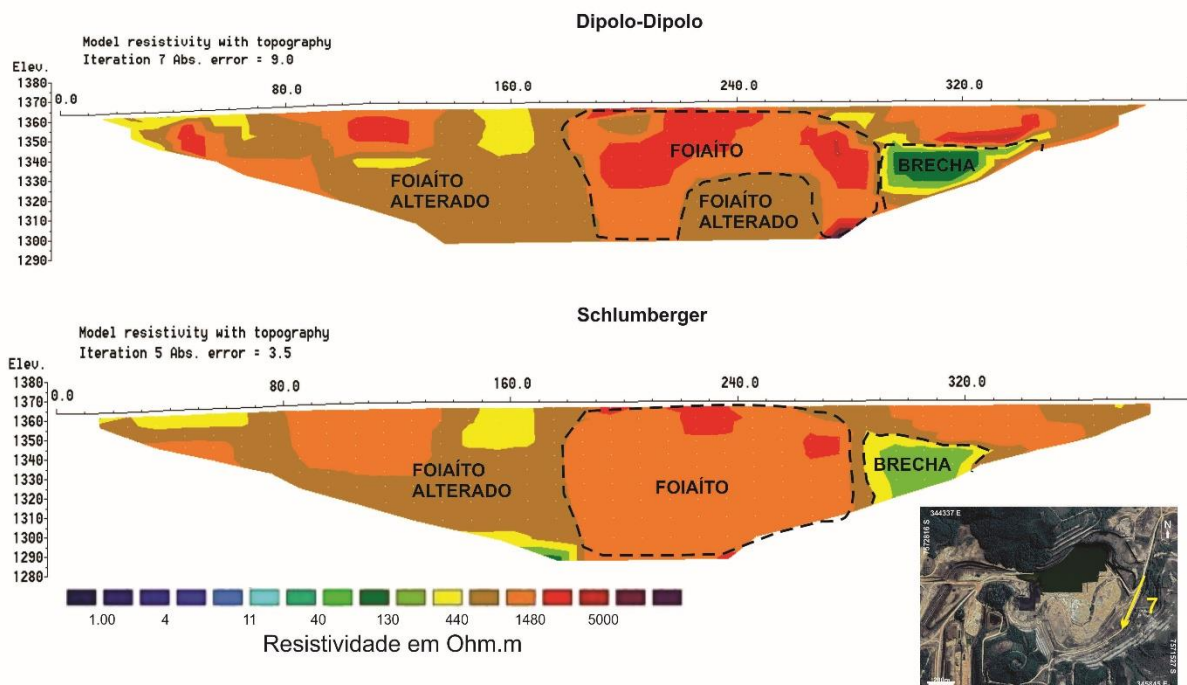 Dipolo-Dipolo
Model resistivity with topography
Iteration 7 Abs. error = 9.0
Elev.
1380
1370
1360
1350
1340
1330
1320
1310
1300
1290
0.0 80.0 160.0 240.0 320.0
FOIAÍTO
BRECHA
FOIAÍTO
ALTERADO
FOIAÍTO
ALTERADO
Schlumberger
Model resistivity with topography
Iteration 5 Abs. error = 3.5
Elev.
1380
1370
1360
1350
1340
1330
1320
1310
1300
1290
1280
0.0 80.0 160.0 240.0 320.0
FOIAÍTO
ALTERADO
FOIAÍTO
BRECHA
1.00 4 11 40 130 440 1480 5000
Resistividade em Ohm.m
344337 E
7572816 S
N
7
7571527 S
345845 E